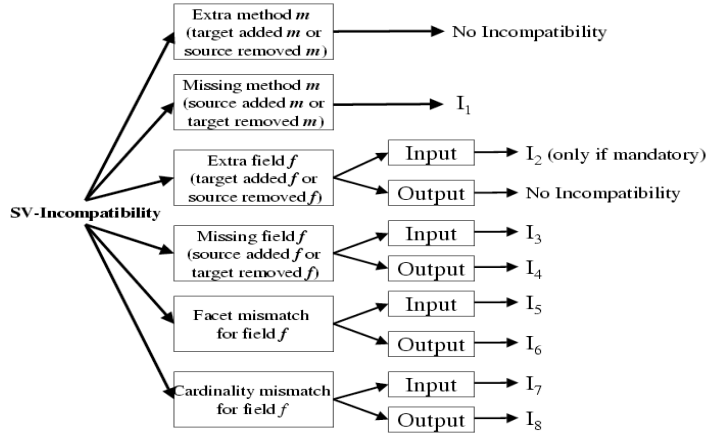 Extra method m
(target added m or
source removed m)
No Incompatibility
Missing method m
(source added m or
target removed m)
I1
Extra field f
(target added f or
source removed f)
Input
I2 (only if mandatory)
Output
No Incompatibility
SV-Incompatibility
Missing field f
(source added f or
target removed f)
Input
I3
Output
I4
Facet mismatch
for field f
Input
I5
Output
I6
Cardinality mismatch
for field f
Input
I7
Output
I8